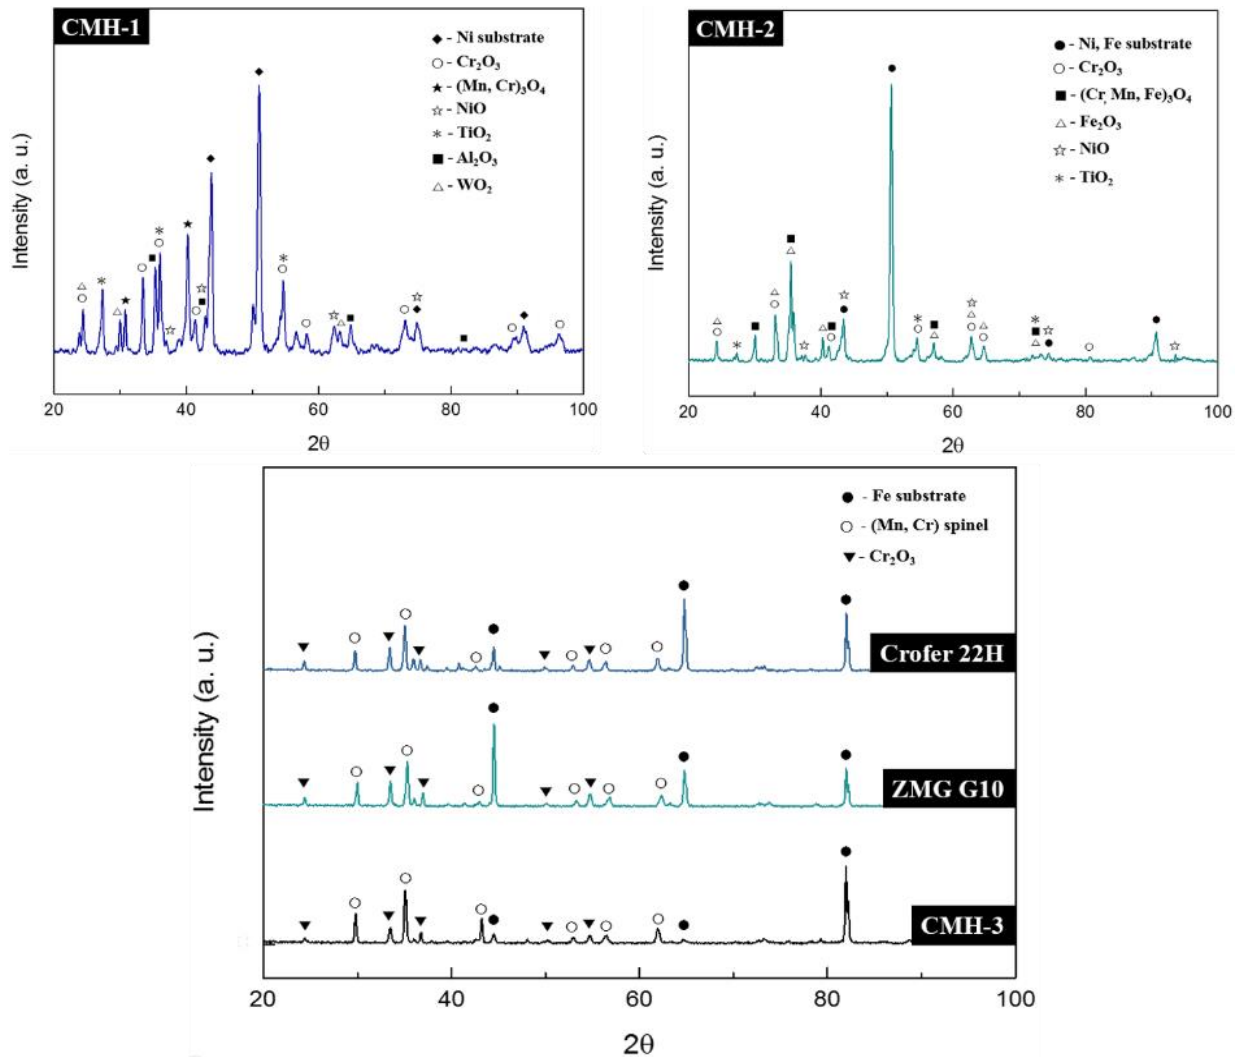 CMH-1
◆ - Ni substrate
○ - Cr₂O₃
★ - (Mn, Cr)₃O₄
☆ - NiO
* - TiO₂
■ - Al₂O₃
△ - WO₂
Intensity (a. u.)
20 40 60 80 100
2θ
CMH-2
● - Ni, Fe substrate
○ - Cr₂O₃
■ - (Cr, Mn, Fe)₃O₄
△ - Fe₂O₃
☆ - NiO
* - TiO₂
Intensity (a. u.)
20 40 60 80 100
2θ
● - Fe substrate
○ - (Mn, Cr) spinel
▼ - Cr₂O₃
Crofer 22H
ZMG G10
CMH-3
Intensity (a. u.)
20 40 60 80 100
2θ